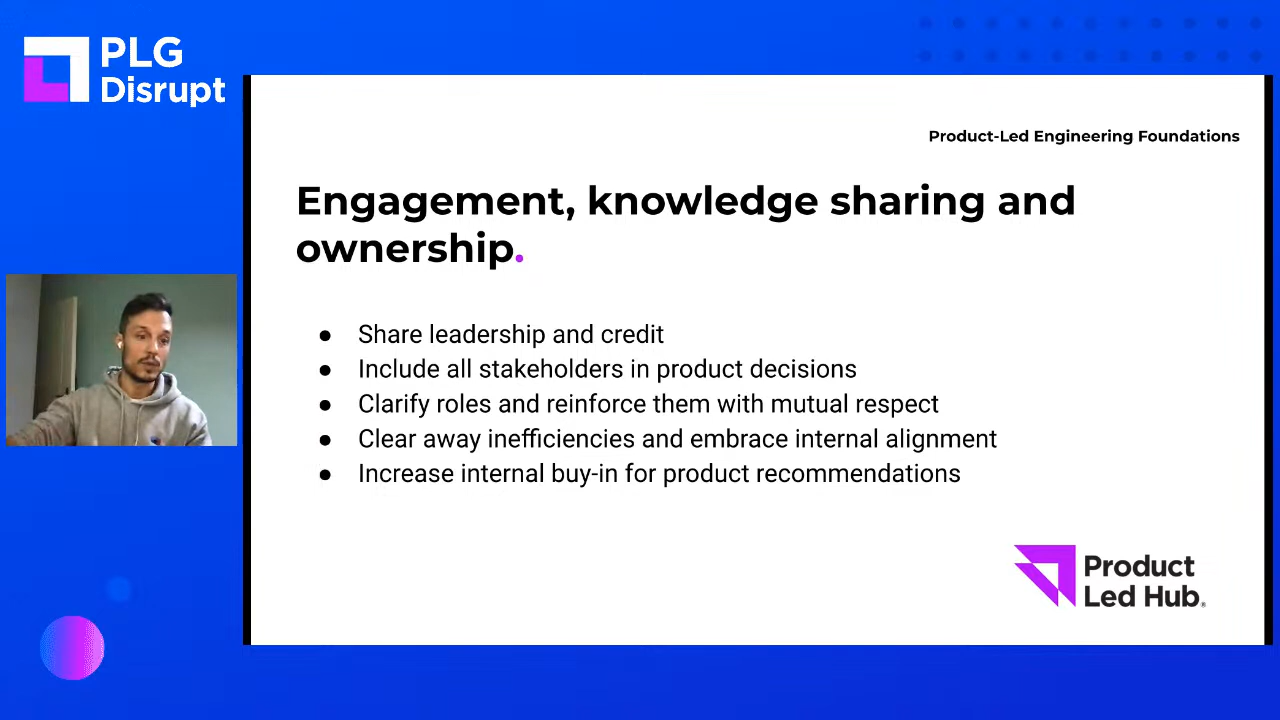 PLG
Disrupt
Product-Led Engineering Foundations
Engagement, knowledge sharing and
ownership.
● Share leadership and credit
● Include all stakeholders in product decisions
● Clarify roles and reinforce them with mutual respect
● Clear away inefficiencies and embrace internal alignment
● Increase internal buy-in for product recommendations
Product
Led Hub®